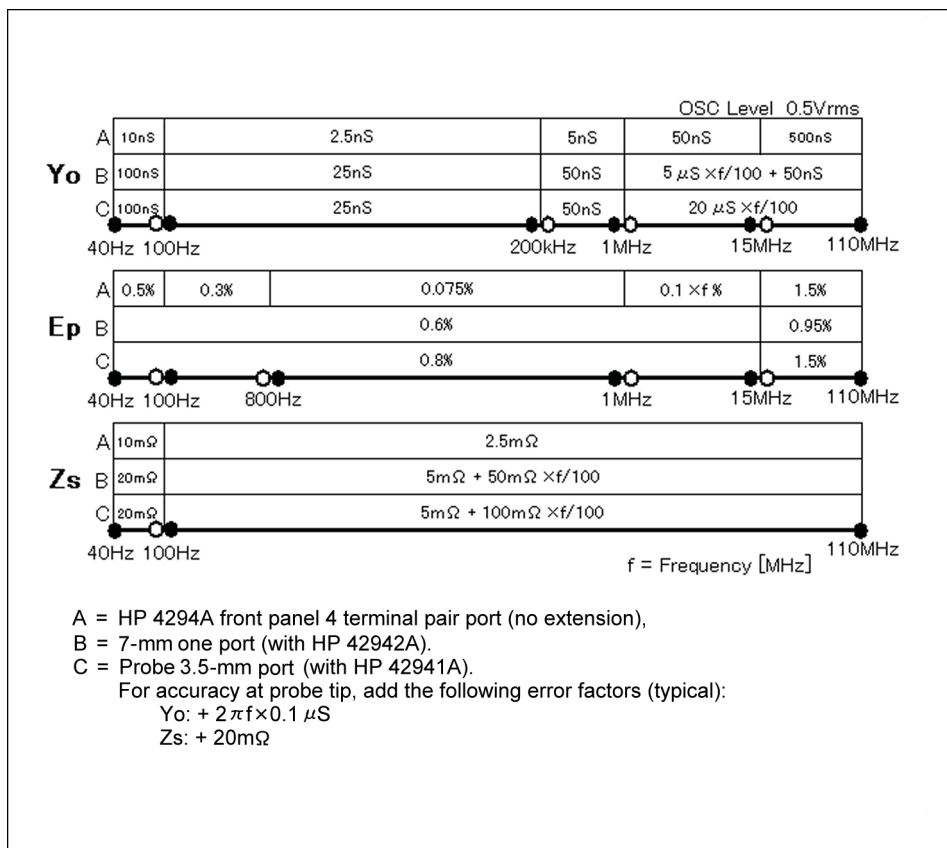 OSC Level 0.5Vrms
A 10nS 2.5nS 5nS 50nS 500nS
Yo B 100nS 25nS 50nS 5 μS ×f/100 + 50nS
C 100nS 25nS 50nS 20 μS ×f/100
40Hz 100Hz 200kHz 1MHz 15MHz 110MHz
A 0.5% 0.3% 0.075% 0.1 ×f % 1.5%
Ep B 0.6% 0.95%
C 0.8% 1.5%
40Hz 100Hz 800Hz 1MHz 15MHz 110MHz
A 10mΩ 2.5mΩ
Zs B 20mΩ 5mΩ + 50mΩ ×f/100
C 20mΩ 5mΩ + 100mΩ ×f/100
40Hz 100Hz 110MHz
f = Frequency [MHz]
A = HP 4294A front panel 4 terminal pair port (no extension),
B = 7-mm one port (with HP 42942A).
C = Probe 3.5-mm port (with HP 42941A).
For accuracy at probe tip, add the following error factors (typical):
Yo: + 2πf×0.1 μS
Zs: + 20mΩ